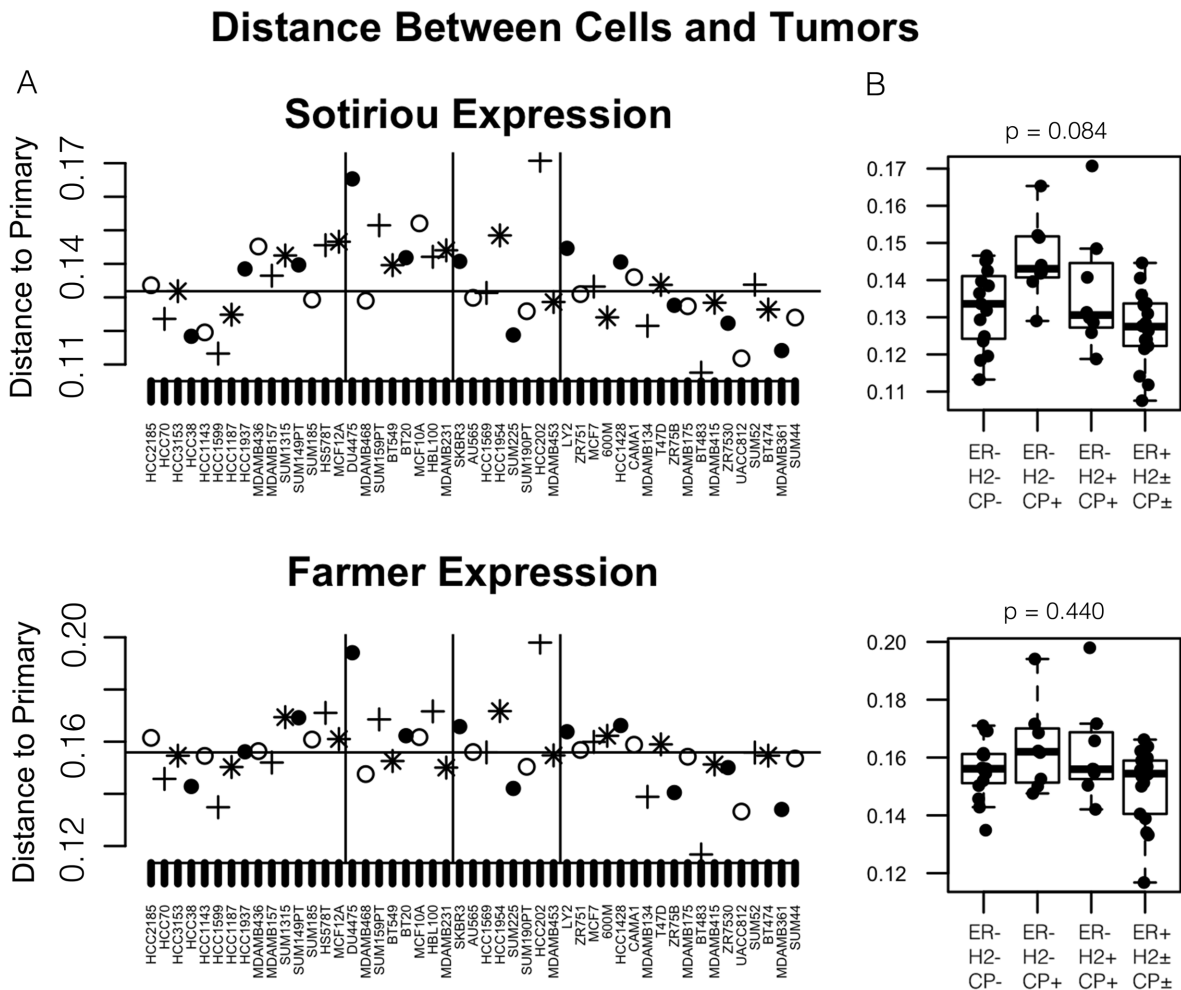 Distance Between Cells and Tumors
A
B
Sotiriou Expression
Distance to Primary
0.17
0.14
0.11
HCC2185
HCC70
HCC3153
HCC38
HCC1143
HCC1599
HCC1187
HCC1937
MDAMB436
MDAMB157
SUM1315
SUM149PT
SUM185
HS578T
MCF12A
DU4475
MDAMB468
SUM159PT
BT549
BT20
MCF10A
HBL100
MDAMB231
SKBR3
AU565
HCC1569
HCC1954
SUM225
SUM190PT
HCC202
MDAMB453
LY2
ZR751
MCF7
600M
HCC1428
CAMA1
MDAMB134
T47D
ZR75B
MDAMB175
BT483
MDAMB415
ZR7530
UACC812
SUM52
BT474
MDAMB361
SUM44
p = 0.084
0.17
0.16
0.15
0.14
0.13
0.12
0.11
ER- ER- ER- ER+
H2- H2- H2+ H2±
CP- CP+ CP+ CP±
Farmer Expression
Distance to Primary
0.20
0.16
0.12
HCC2185
HCC70
HCC3153
HCC38
HCC1143
HCC1599
HCC1187
HCC1937
MDAMB436
MDAMB157
SUM1315
SUM149PT
SUM185
HS578T
MCF12A
DU4475
MDAMB468
SUM159PT
BT549
BT20
MCF10A
HBL100
MDAMB231
SKBR3
AU565
HCC1569
HCC1954
SUM225
SUM190PT
HCC202
MDAMB453
LY2
ZR751
MCF7
600M
HCC1428
CAMA1
MDAMB134
T47D
ZR75B
MDAMB175
BT483
MDAMB415
ZR7530
UACC812
SUM52
BT474
MDAMB361
SUM44
p = 0.440
0.20
0.18
0.16
0.14
0.12
ER- ER- ER- ER+
H2- H2- H2+ H2±
CP- CP+ CP+ CP±